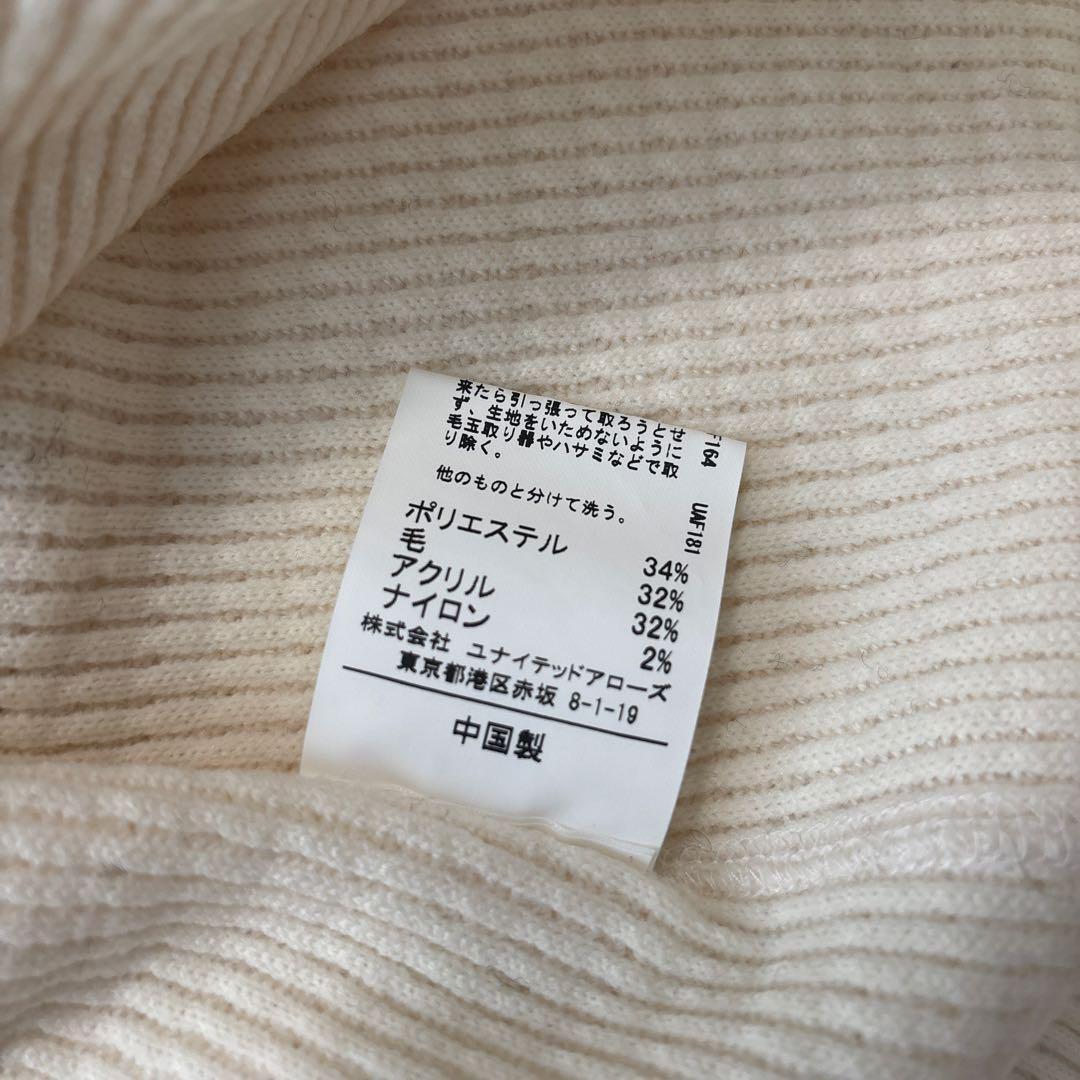 来たら引っ張って取ろうとせ
ず、生地をいためないように
毛玉取り器やハサミなどで取
り除く。
他のものと分けて洗う。
ポリエステル 34%
毛 32%
アクリル 32%
ナイロン 2%
株式会社 ユナイテッドアローズ
東京都港区赤坂 8-1-19
中国製
F164 UAF181